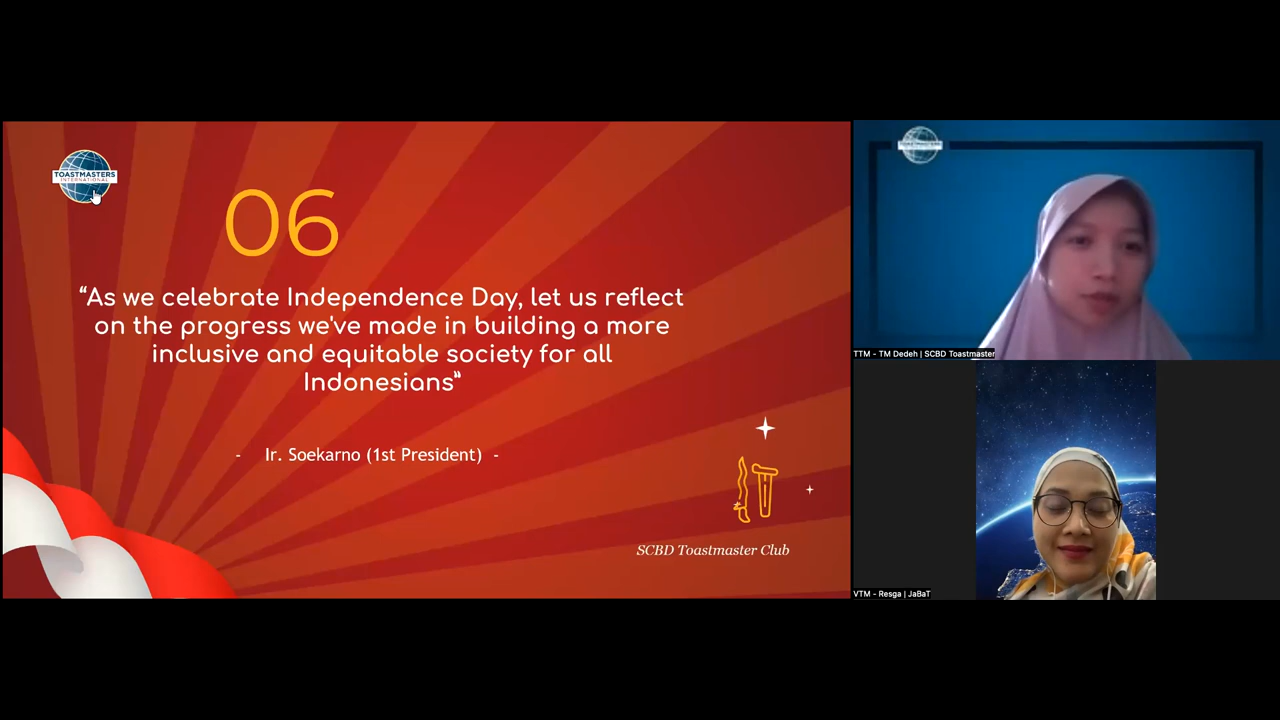 TOASTMASTERS
INTERNATIONAL
06
“As we celebrate Independence Day, let us reflect
on the progress we've made in building a more
inclusive and equitable society for all
Indonesians”
- Ir. Soekarno (1st President) -
SCBD Toastmaster Club
TTM - TM Dedeh | SCBD Toastmaster
VTM - Resga | JaBaT